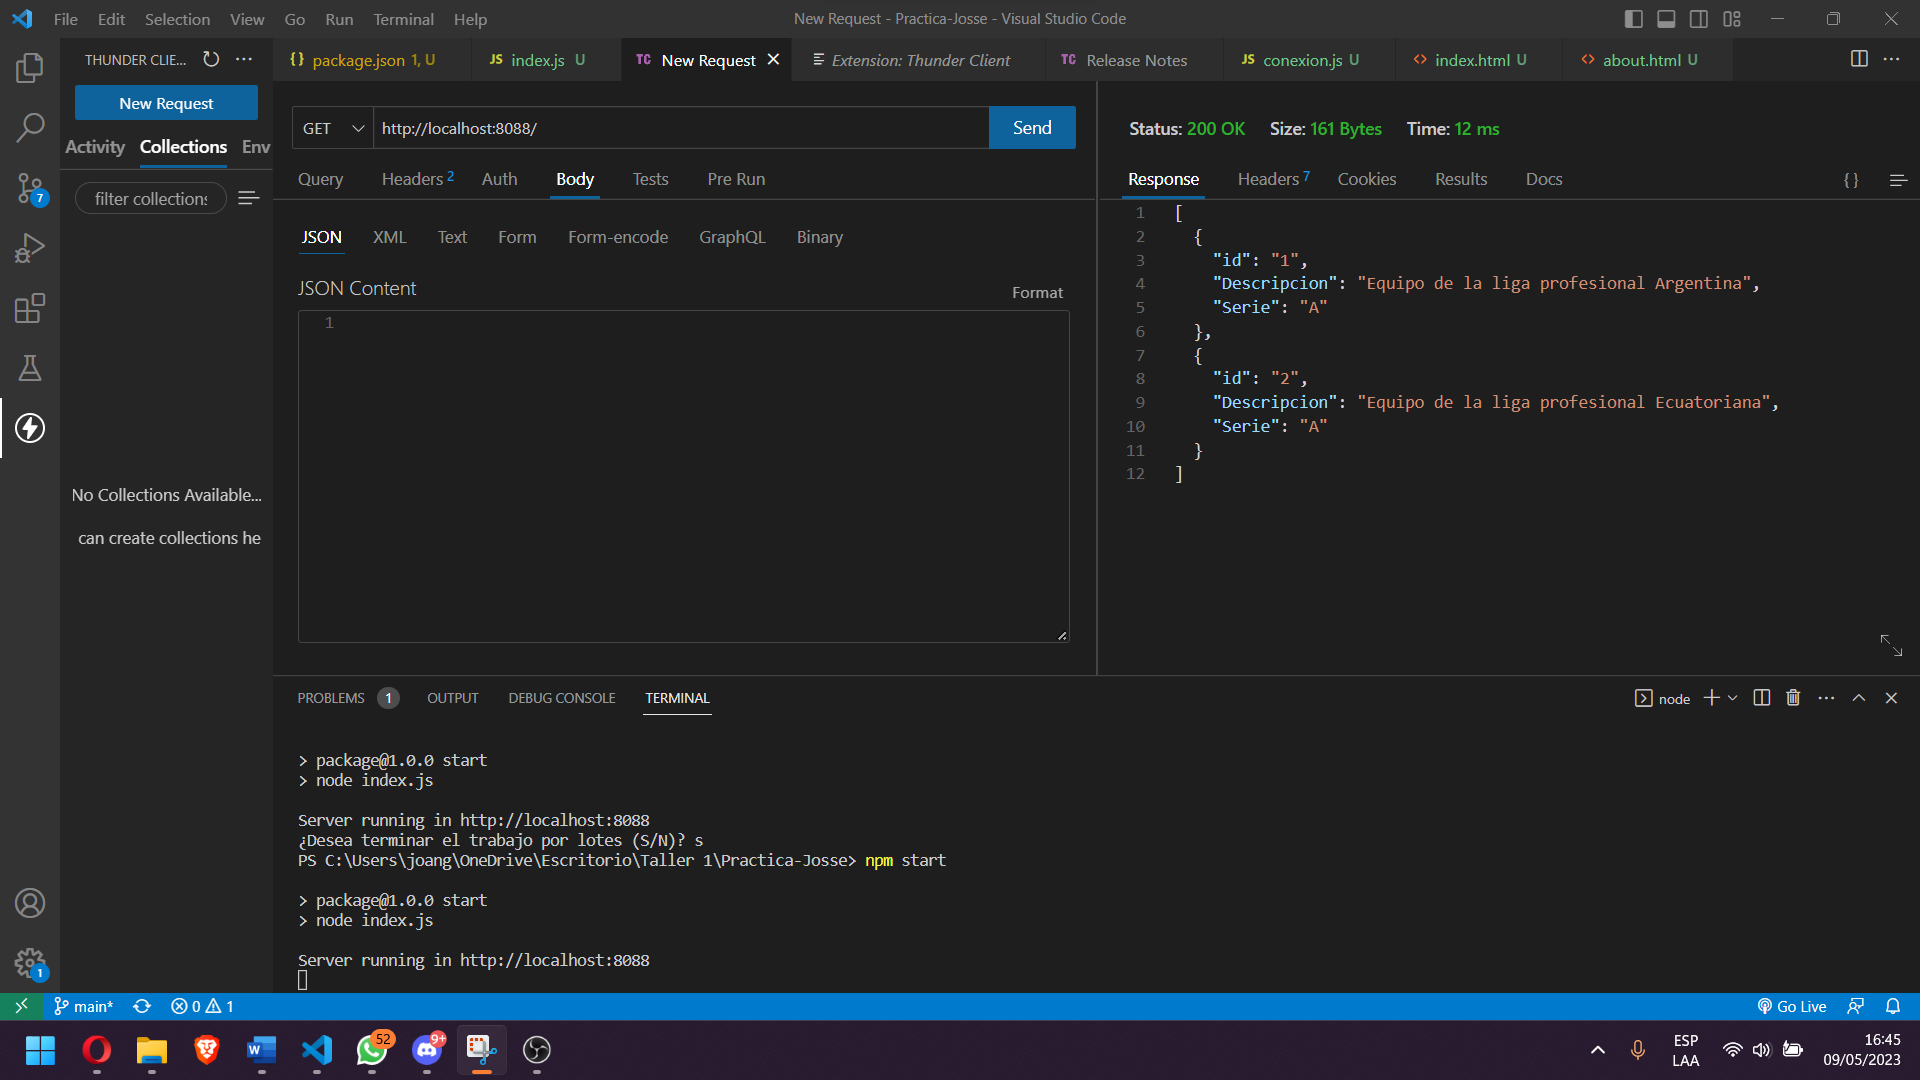 File Edit Selection View Go Run Terminal Help
New Request - Practica-Josse - Visual Studio Code
THUNDER CLIE...
{} package.json 1, U
JS index.js U
TC New Request
Extension: Thunder Client
TC Release Notes
JS conexion.js U
<> index.html U
<> about.html U
New Request
Activity Collections Env
filter collections
7
No Collections Available...
can create collections he
GET http://localhost:8088/ Send
Query Headers 2 Auth Body Tests Pre Run
JSON XML Text Form Form-encode GraphQL Binary
JSON Content
Format
1
Status: 200 OK Size: 161 Bytes Time: 12 ms
Response Headers 7 Cookies Results Docs {}
1 [
2 {
3 "id": "1",
4 "Descripcion": "Equipo de la liga profesional Argentina",
5 "Serie": "A"
6 },
7 {
8 "id": "2",
9 "Descripcion": "Equipo de la liga profesional Ecuatoriana",
10 "Serie": "A"
11 }
12 ]
PROBLEMS 1 OUTPUT DEBUG CONSOLE TERMINAL
node
> package@1.0.0 start
> node index.js
Server running in http://localhost:8088
¿Desea terminar el trabajo por lotes (S/N)? s
PS C:\Users\joang\OneDrive\Escritorio\Taller 1\Practica-Josse> npm start
> package@1.0.0 start
> node index.js
Server running in http://localhost:8088
1
main* 0 1
Go Live
52
9+
ESP
LAA
16:45
09/05/2023